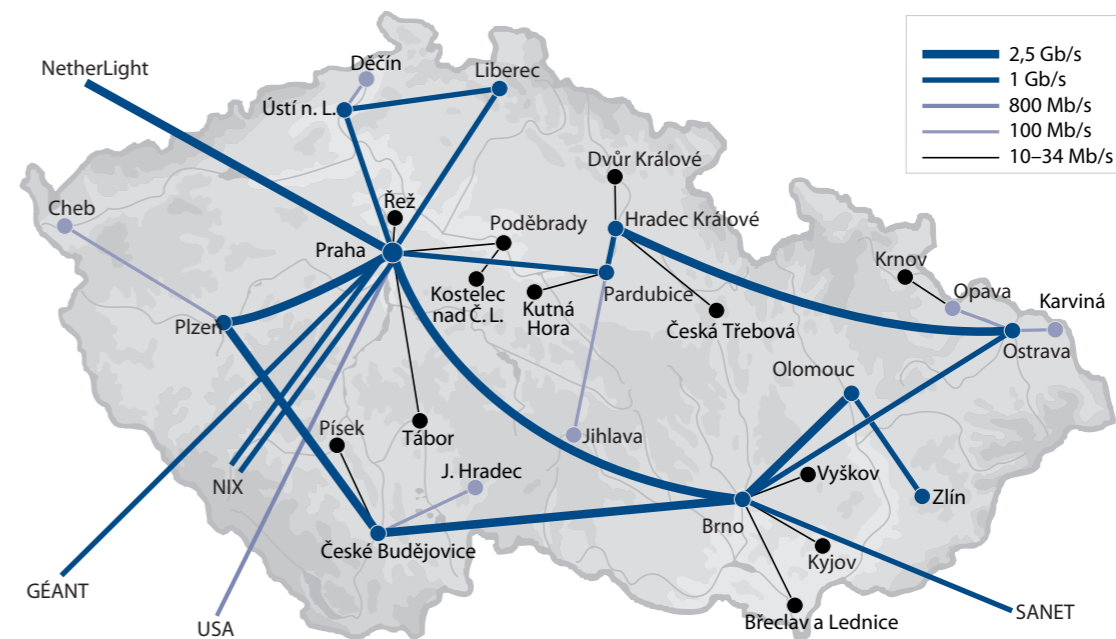 2,5 Gb/s
1 Gb/s
800 Mb/s
100 Mb/s
10–34 Mb/s
NetherLight
Děčín
Liberec
Ústí n. L.
Dvůr Králové
Cheb
Řež
Poděbrady
Hradec Králové
Praha
Krnov
Opava
Karviná
Kostelec
nad Č. L.
Kutná
Hora
Pardubice
Česká Třebová
Plzeň
Ostrava
Olomouc
Písek
Tábor
Jihlava
J. Hradec
Vyškov
NIX
Zlín
Brno
České Budějovice
Kyjov
GÉANT
Břeclav a Lednice
SANET
USA